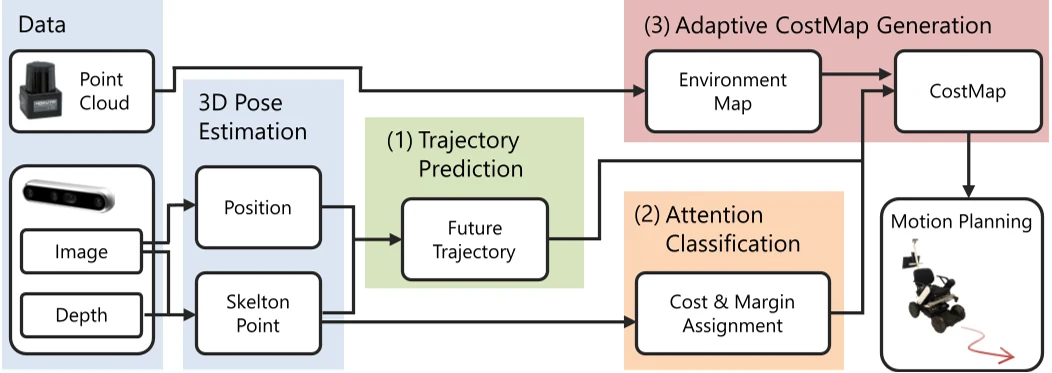 Data
Point
Cloud
Image
Depth
3D Pose
Estimation
Position
Skelton
Point
(1) Trajectory
Prediction
Future
Trajectory
(2) Attention
Classification
Cost & Margin
Assignment
(3) Adaptive CostMap Generation
Environment
Map
CostMap
Motion Planning